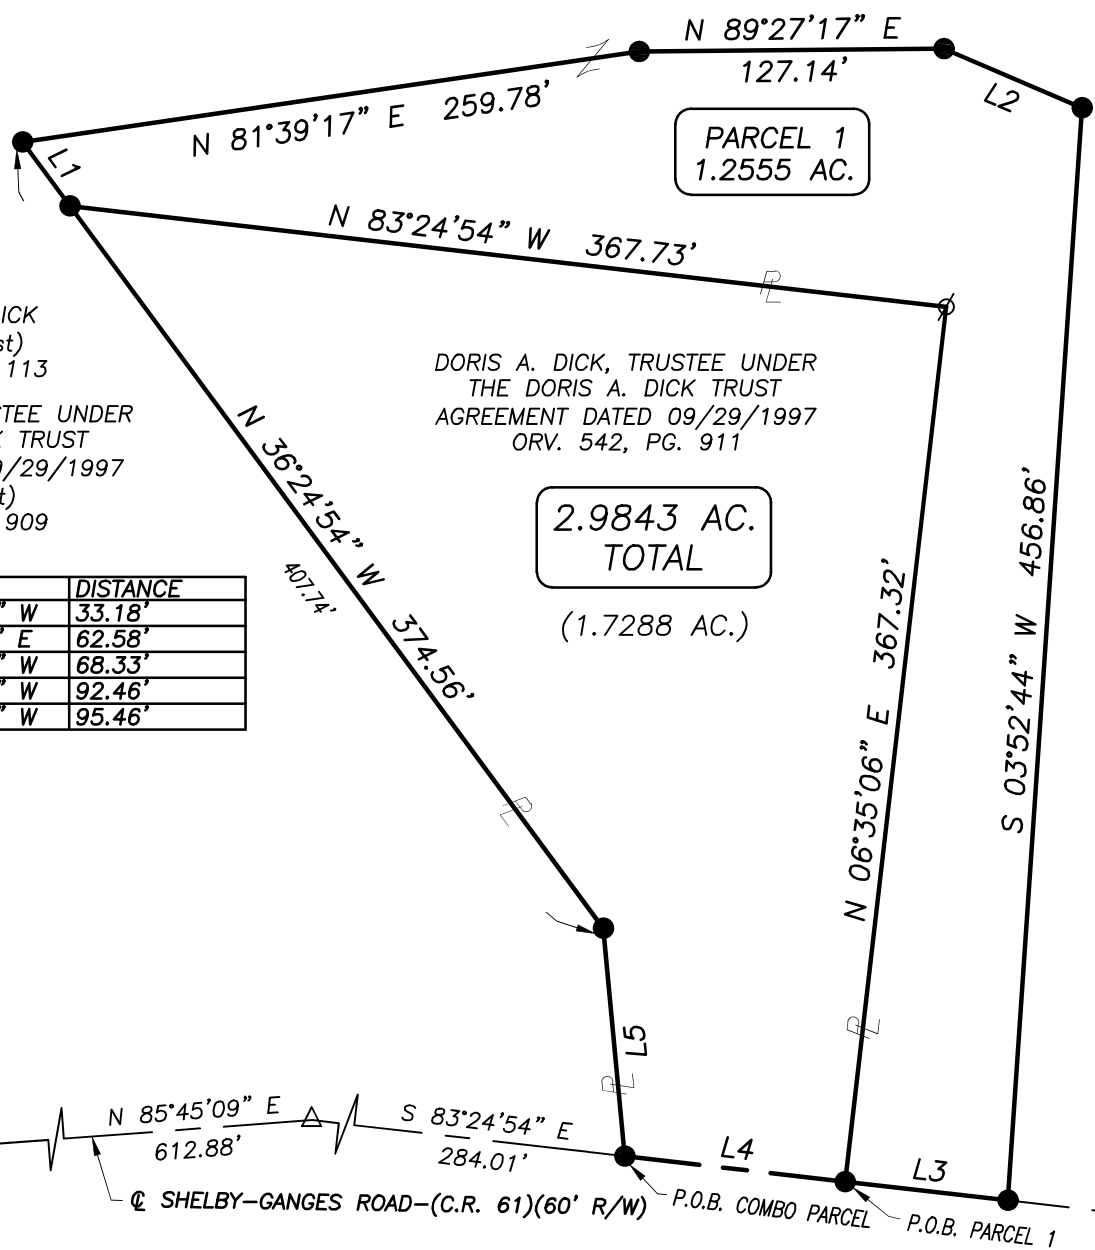 N 89°27'17" E
127.14'
L2
N 81°39'17" E 259.78'
L1
PARCEL 1
1.2555 AC.
N 83°24'54" W 367.73'
PL
ICK
st)
113
TEE UNDER
TRUST
/29/1997
t)
909
DORIS A. DICK, TRUSTEE UNDER
THE DORIS A. DICK TRUST
AGREEMENT DATED 09/29/1997
ORV. 542, PG. 911
N 36°24'54" W 374.56'
407.74'
2.9843 AC.
TOTAL
(1.7288 AC.)
N 06°35'06" E 367.32'
S 03°52'44" W 456.86'
DISTANCE
" W 33.18'
' E 62.58'
" W 68.33'
" W 92.46'
" W 95.46'
PL
PL
L5
PL
N 85°45'09" E
612.88'
S 83°24'54" E
284.01'
L4
L3
℄ SHELBY-GANGES ROAD-(C.R. 61)(60' R/W)
P.O.B. COMBO PARCEL
P.O.B. PARCEL 1